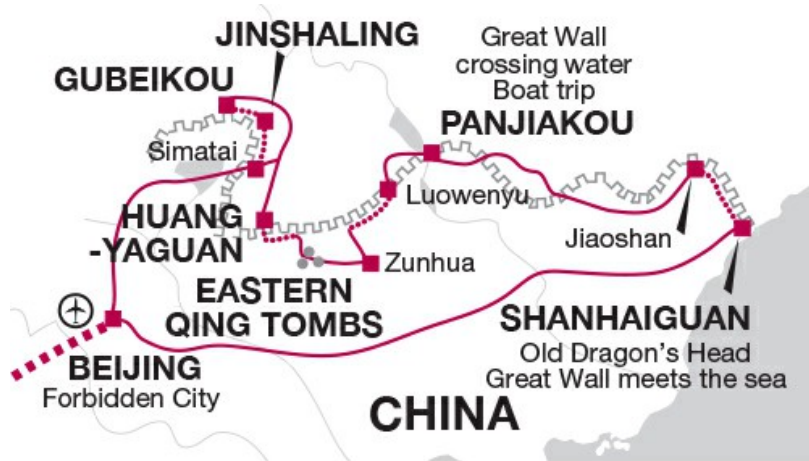 JINSHALING
GUBEIKOU
Great Wall
crossing water
Boat trip
PANJIAKOU
Simatai
Luowenyu
HUANG
-YAGUAN
Jiaoshan
Zunhua
EASTERN
QING TOMBS
SHANHAIGUAN
Old Dragon's Head
Great Wall meets the sea
BEIJING
Forbidden City
CHINA